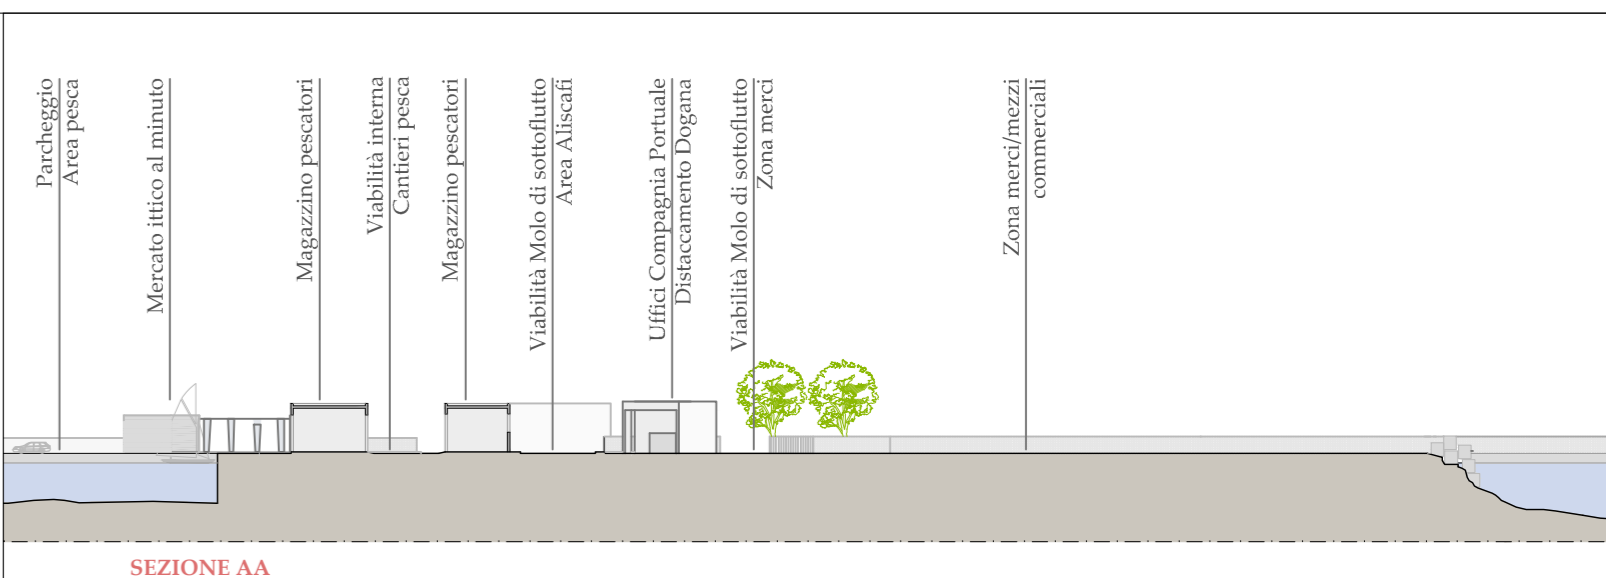 Parcheggio
Area pesca
Mercato ittico al minuto
Magazzino pescatori
Viabilità interna
Cantieri pesca
Magazzino pescatori
Viabilità Molo di sottoflutto
Area Aliscafi
Uffici Compagnia Portuale
Distaccamento Dogana
Viabilità Molo di sottoflutto
Zona merci
Zona merci/mezzi
commerciali
SEZIONE AA